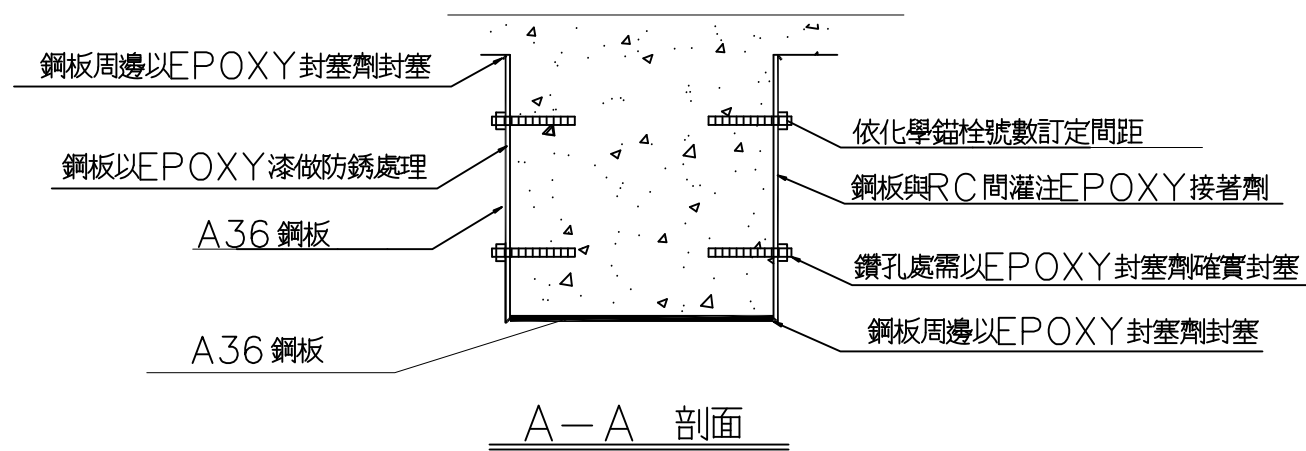 鋼板周邊以EPOXY封塞劑封塞
鋼板以EPOXY漆做防銹處理
A36鋼板
A36鋼板
依化學錨栓號數訂定間距
鋼板與RC間灌注EPOXY接著劑
鑽孔處需以EPOXY封塞劑確實封塞
鋼板周邊以EPOXY封塞劑封塞
A-A 剖面